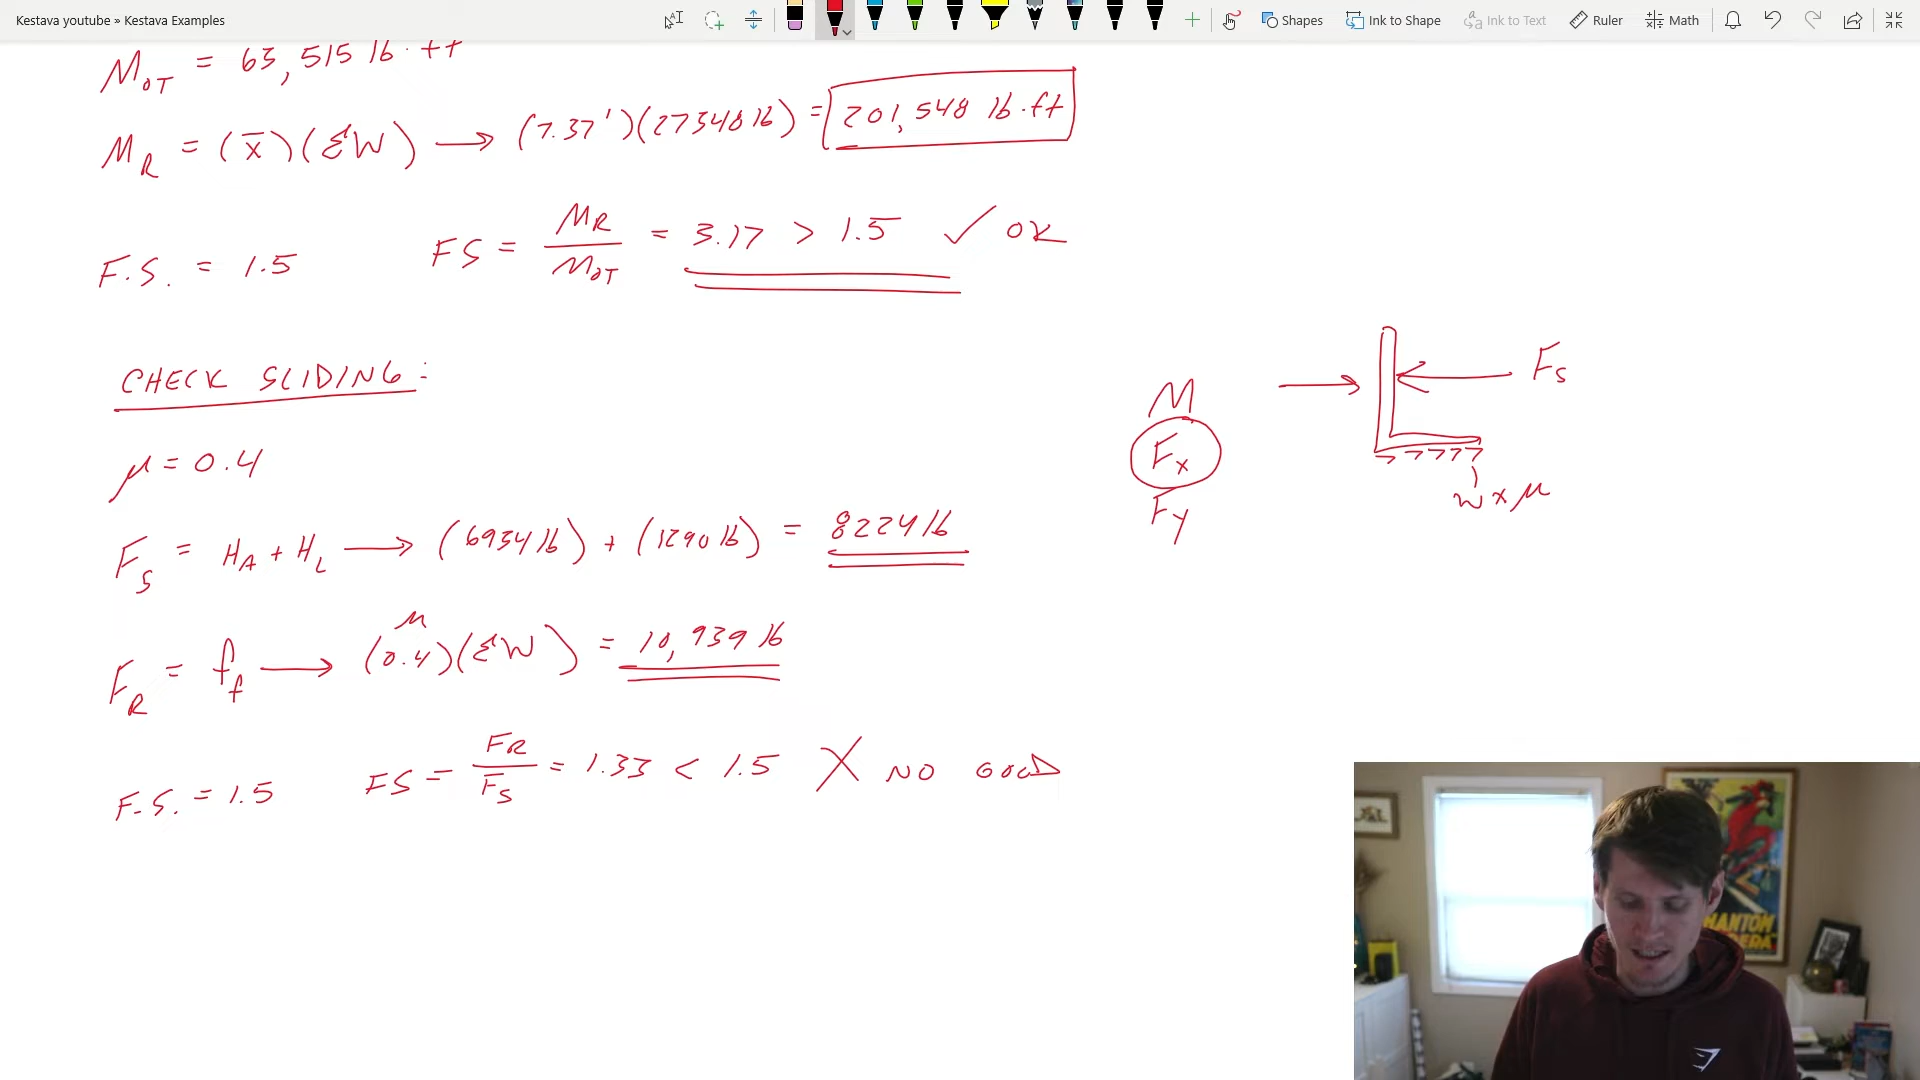 Kestava youtube » Kestava Examples
Shapes Ink to Shape Ink to Text Ruler Math
M_OT = 63,515 lb·ft
M_R = (x̄)(ΣW) → (7.37')(27348 lb) = 201,548 lb·ft
F.S. = 1.5 FS = M_R / M_OT = 3.17 > 1.5 ✓ OK
CHECK SLIDING:
μ = 0.4
F_S = H_A + H_L → (6934 lb) + (1290 lb) = 8224 lb
F_R = f_f → (0.4)(ΣW) = 10,939 lb
μ
F.S. = 1.5 FS = F_R / F_S = 1.33 < 1.5 X NO GOOD
M
F_x
F_y
F_S
W x μ
PHANTON